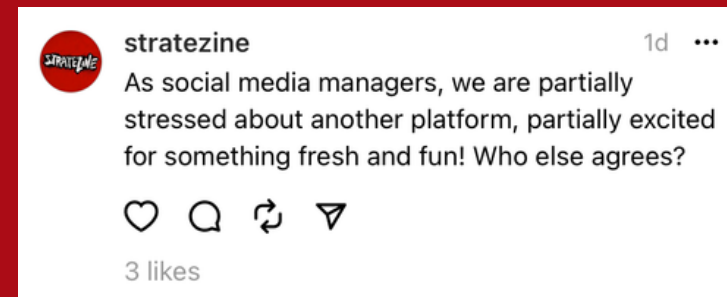 STRATEZINE
stratezine 1d
As social media managers, we are partially
stressed about another platform, partially excited
for something fresh and fun! Who else agrees?
3 likes